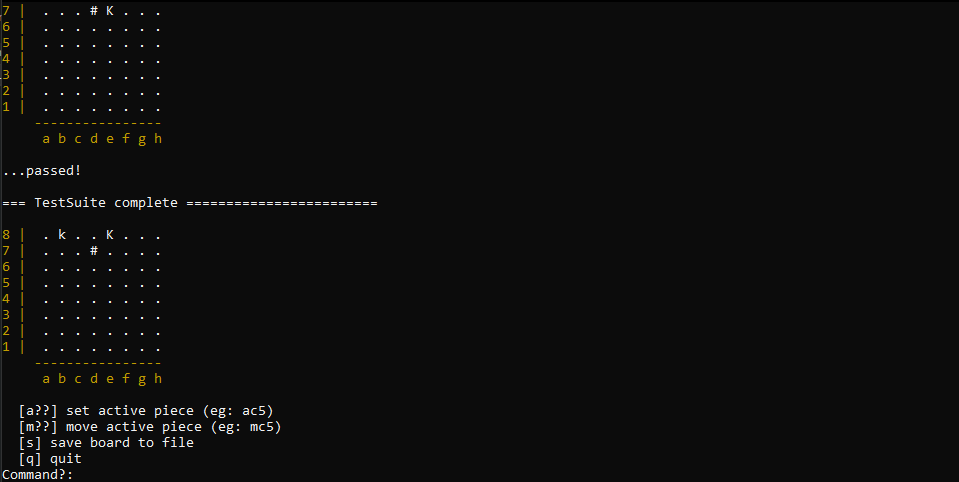 7 |  . . . # K . . .
6 |  . . . . . . . .
5 |  . . . . . . . .
4 |  . . . . . . . .
3 |  . . . . . . . .
2 |  . . . . . . . .
1 |  . . . . . . . .
    ----------------
     a b c d e f g h
...passed!
=== TestSuite complete ========================
8 |  . k . . K . . .
7 |  . . . # . . . .
6 |  . . . . . . . .
5 |  . . . . . . . .
4 |  . . . . . . . .
3 |  . . . . . . . .
2 |  . . . . . . . .
1 |  . . . . . . . .
    ----------------
     a b c d e f g h
  [a??] set active piece (eg: ac5)
  [m??] move active piece (eg: mc5)
  [s] save board to file
  [q] quit
Command?: